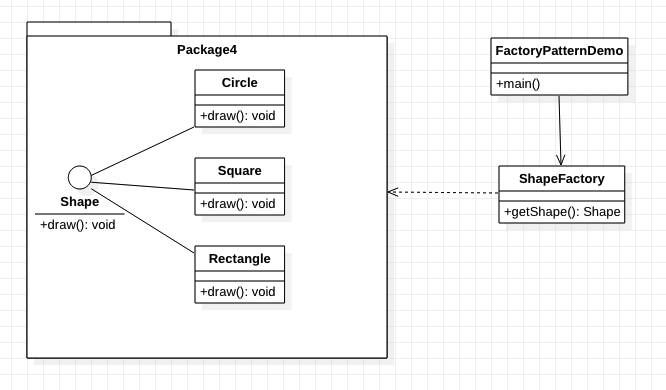 Package4
Circle
+draw(): void
Square
+draw(): void
Shape
+draw(): void
Rectangle
+draw(): void
FactoryPatternDemo
+main()
ShapeFactory
+getShape(): Shape